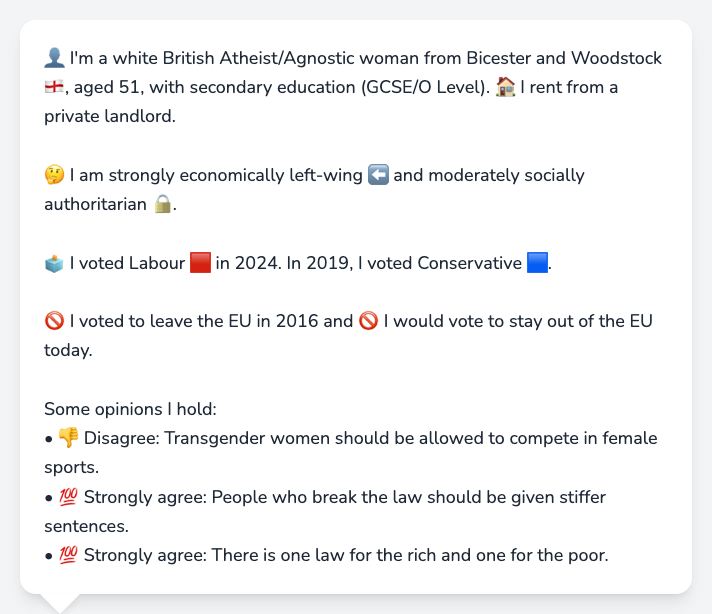 👤 I'm a white British Atheist/Agnostic woman from Bicester and Woodstock
🏴󠁧󠁢󠁥󠁮󠁧󠁿, aged 51, with secondary education (GCSE/O Level). 🏠 I rent from a
private landlord.
🤔 I am strongly economically left-wing ⬅️ and moderately socially
authoritarian 🔒.
🗳️ I voted Labour 🟥 in 2024. In 2019, I voted Conservative 🟦.
🚫 I voted to leave the EU in 2016 and 🚫 I would vote to stay out of the EU
today.
Some opinions I hold:
• 👎 Disagree: Transgender women should be allowed to compete in female
sports.
• 💯 Strongly agree: People who break the law should be given stiffer
sentences.
• 💯 Strongly agree: There is one law for the rich and one for the poor.